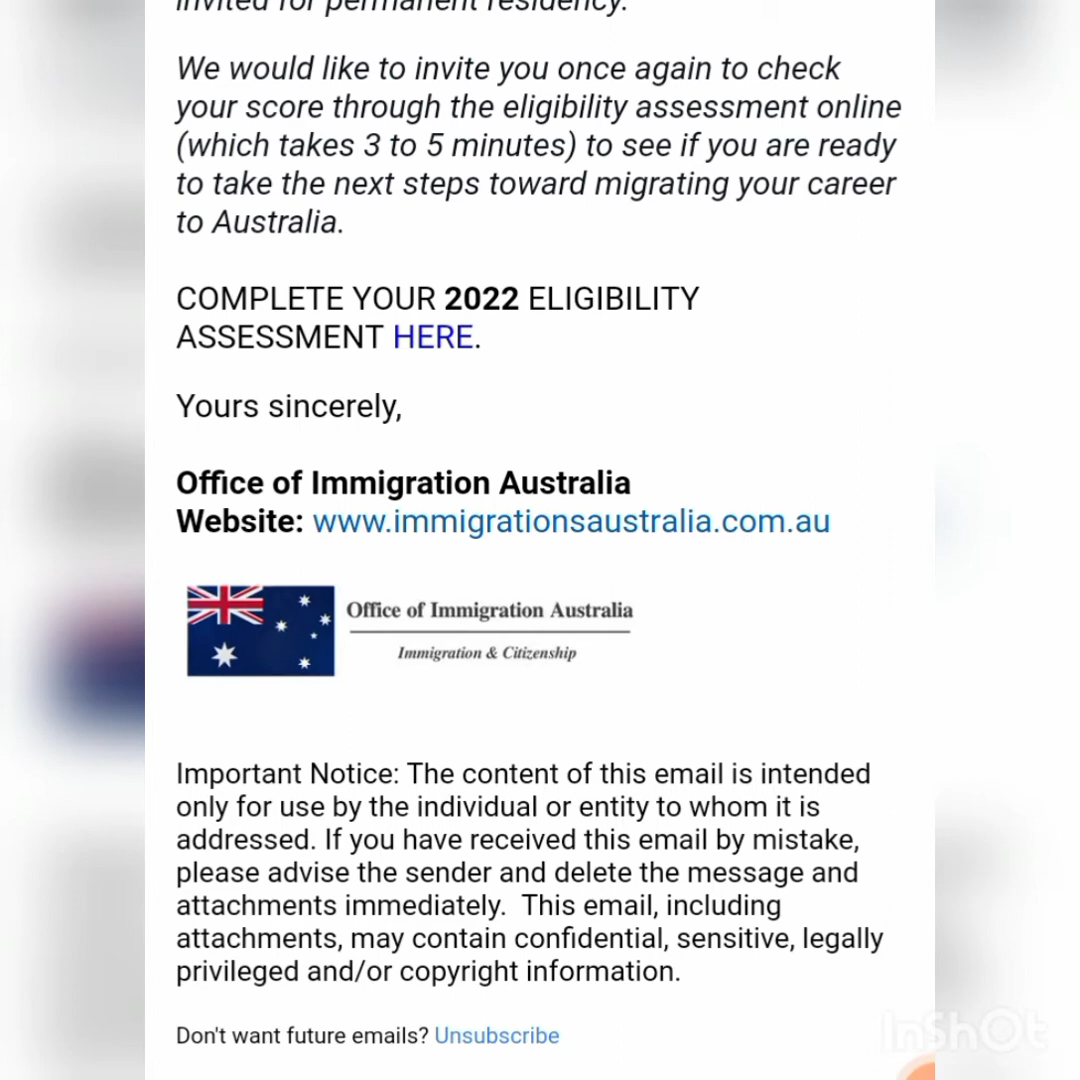 invited for permanent residency.
We would like to invite you once again to check
your score through the eligibility assessment online
(which takes 3 to 5 minutes) to see if you are ready
to take the next steps toward migrating your career
to Australia.
COMPLETE YOUR 2022 ELIGIBILITY
ASSESSMENT HERE.
Yours sincerely,
Office of Immigration Australia
Website: www.immigrationsaustralia.com.au
Office of Immigration Australia
Immigration & Citizenship
Important Notice: The content of this email is intended
only for use by the individual or entity to whom it is
addressed. If you have received this email by mistake,
please advise the sender and delete the message and
attachments immediately.  This email, including
attachments, may contain confidential, sensitive, legally
privileged and/or copyright information.
Don't want future emails? Unsubscribe
InShOt